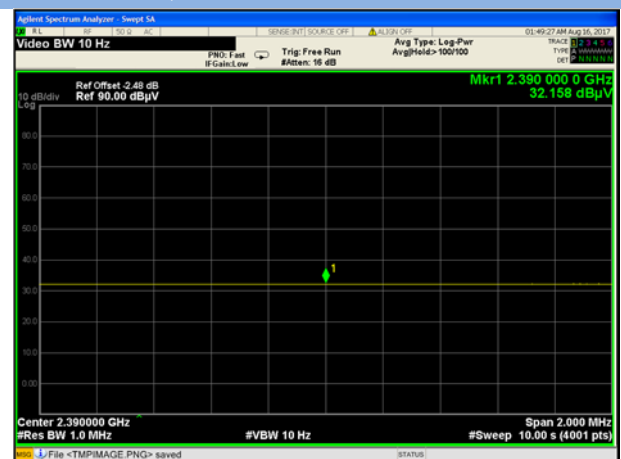 Agilent Spectrum Analyzer - Swept SA
RL RF 50 Ω AC SENSE:INT SOURCE OFF ALIGN OFF 01:49:27 AM Aug 16, 2017
Video BW 10 Hz
PNO: Fast
IFGain:Low
Trig: Free Run
#Atten: 16 dB
Avg Type: Log-Pwr
Avg|Hold:>100/100
TRACE 1 2 3 4 5 6
TYPE A
DET P N N N N N
Mkr1 2.390 000 0 GHz
32.158 dBµV
Ref Offset -2.48 dB
10 dB/div Ref 90.00 dBµV
Log
80.0
70.0
60.0
50.0
40.0
1
30.0
20.0
10.0
0.00
Center 2.390000 GHz Span 2.000 MHz
#Res BW 1.0 MHz #VBW 10 Hz #Sweep 10.00 s (4001 pts)
MSG File <TMPIMAGE.PNG> saved STATUS